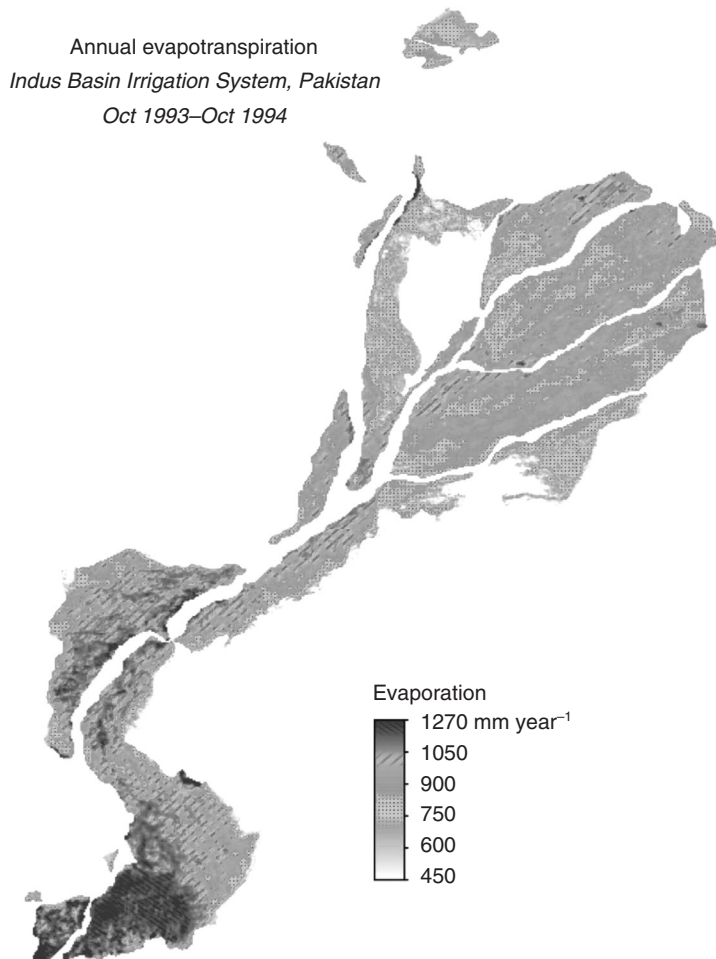 Annual evapotranspiration
Indus Basin Irrigation System, Pakistan
Oct 1993–Oct 1994
Evaporation
1270 mm year⁻¹
1050
900
750
600
450